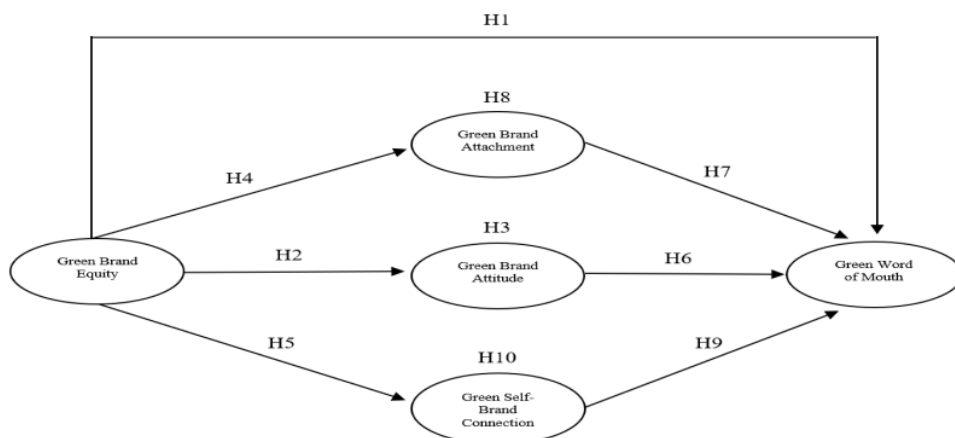 H1
H8
Green Brand
Attachment
H4
H7
H3
Green Brand
Equity
H2
Green Brand
Attitude
H6
Green Word
of Mouth
H5
H9
H10
Green Self-
Brand
Connection